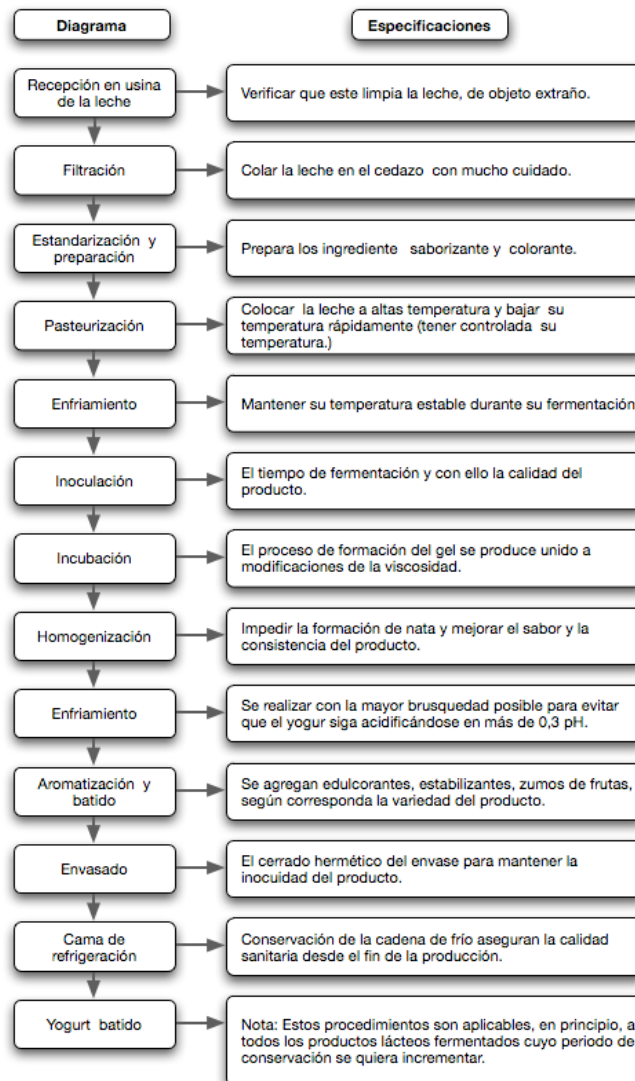 Diagrama
Especificaciones
Recepción en usina
de la leche
Verificar que este limpia la leche, de objeto extraño.
Filtración
Colar la leche en el cedazo con mucho cuidado.
Estandarización y
preparación
Prepara los ingrediente saborizante y colorante.
Pasteurización
Colocar la leche a altas temperatura y bajar su
temperatura rápidamente (tener controlada su
temperatura.)
Enfriamiento
Mantener su temperatura estable durante su fermentación
Inoculación
El tiempo de fermentación y con ello la calidad del
producto.
Incubación
El proceso de formación del gel se produce unido a
modificaciones de la viscosidad.
Homogenización
Impedir la formación de nata y mejorar el sabor y la
consistencia del producto.
Enfriamiento
Se realizar con la mayor brusquedad posible para evitar
que el yogur siga acidificándose en más de 0,3 pH.
Aromatización y
batido
Se agregan edulcorantes, estabilizantes, zumos de frutas,
según corresponda la variedad del producto.
Envasado
El cerrado hermético del envase para mantener la
inocuidad del producto.
Cama de
refrigeración
Conservación de la cadena de frío aseguran la calidad
sanitaria desde el fin de la producción.
Yogurt batido
Nota: Estos procedimientos son aplicables, en principio, a
todos los productos lácteos fermentados cuyo periodo de
conservación se quiera incrementar.